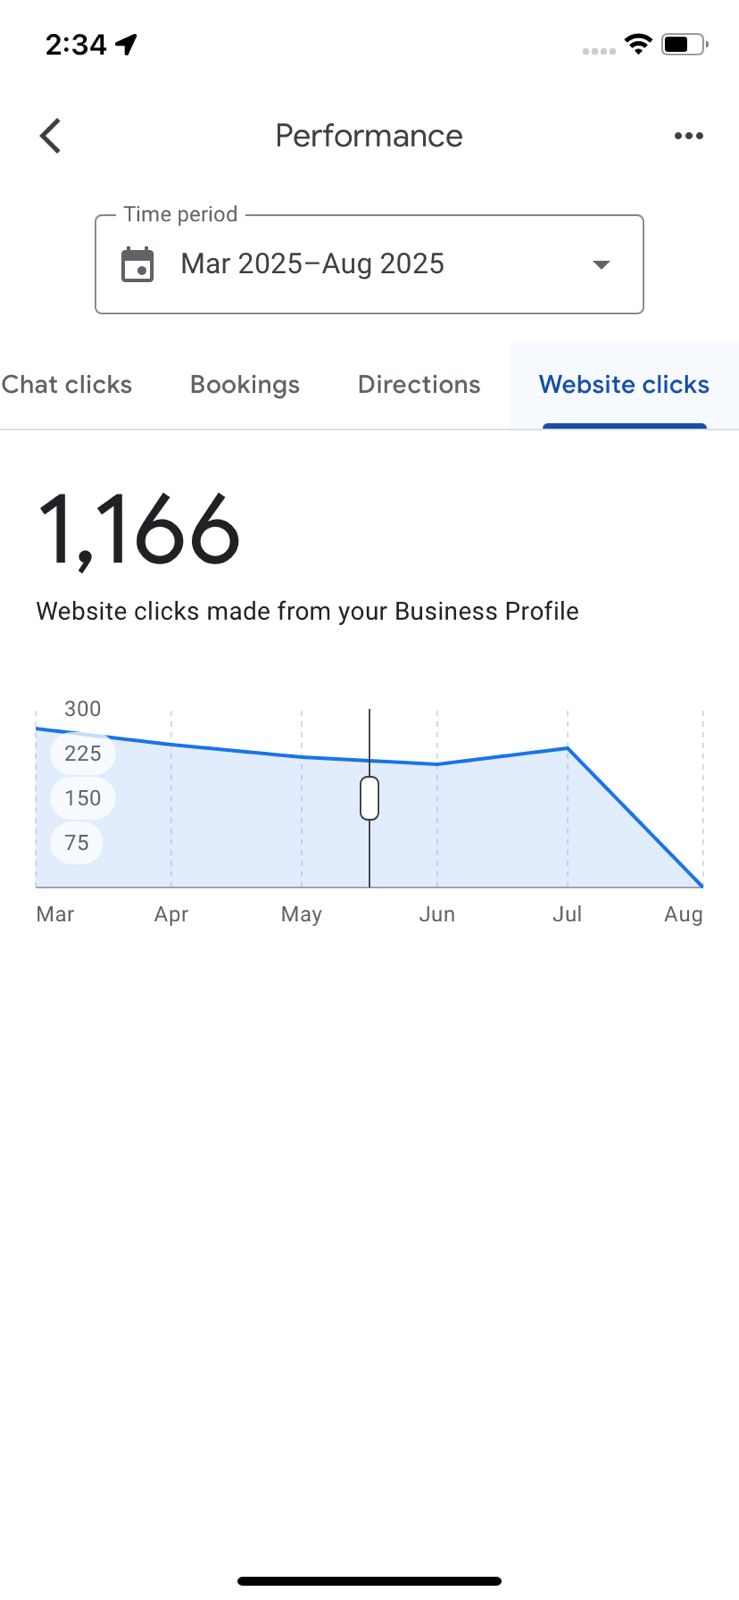 2:34
Performance
Time period
Mar 2025–Aug 2025
Chat clicks Bookings Directions Website clicks
1,166
Website clicks made from your Business Profile
300
225
150
75
Mar Apr May Jun Jul Aug